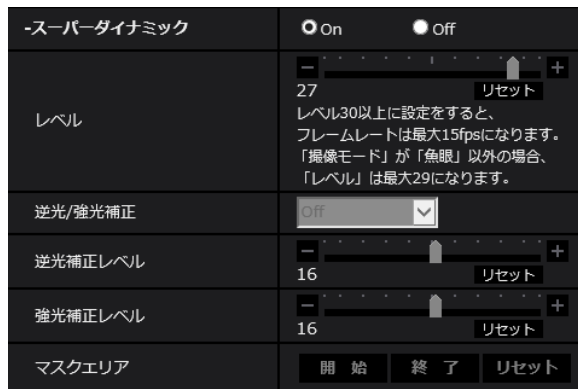 -スーパーダイナミック On Off
- +
27 リセット
レベル
レベル30以上に設定をすると、
フレームレートは最大15fpsになります。
「撮像モード」が「魚眼」以外の場合、
「レベル」は最大29になります。
逆光/強光補正 Off
逆光補正レベル - +
16 リセット
強光補正レベル - +
16 リセット
マスクエリア 開 始 終 了 リセット